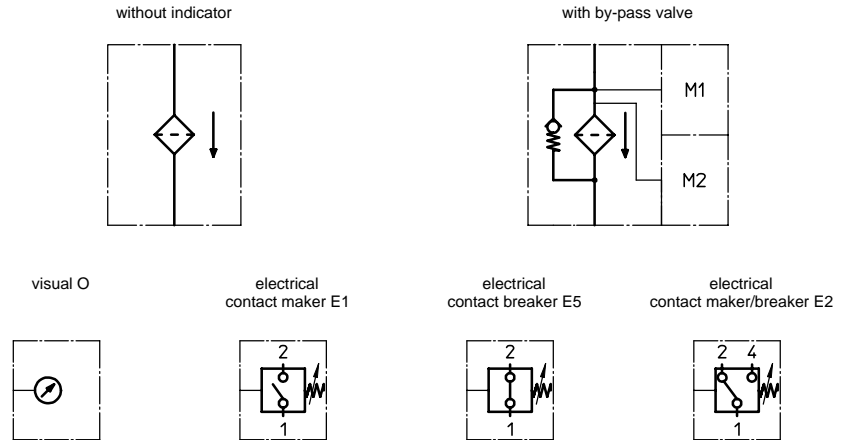 without indicator
with by-pass valve
M1
M2
visual O
electrical
contact maker E1
electrical
contact breaker E5
electrical
contact maker/breaker E2
2
2
2 4
1
1
1